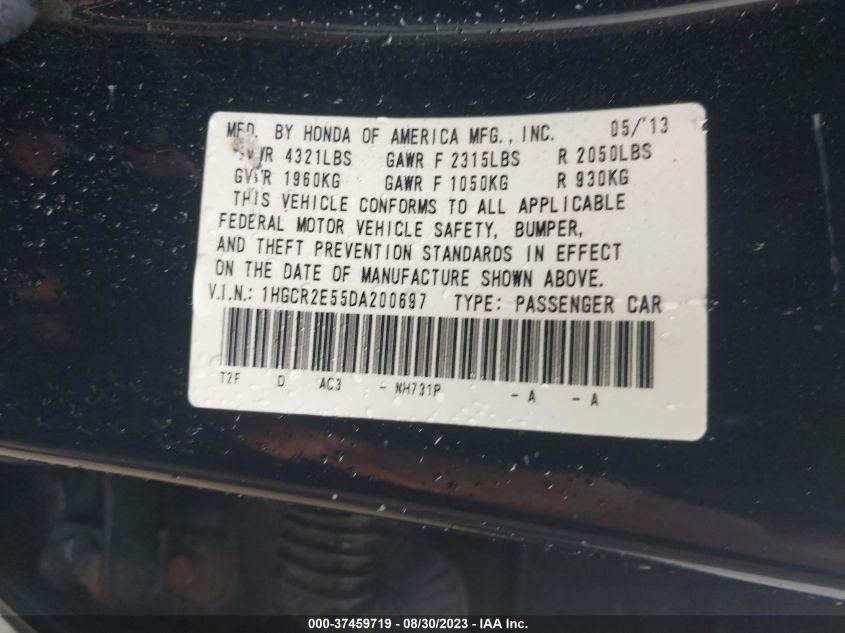 MFD. BY HONDA OF AMERICA MFG., INC. 05/'13
GVWR 4321LBS GAWR F 2315LBS R 2050LBS
GVWR 1960KG GAWR F 1050KG R 930KG
THIS VEHICLE CONFORMS TO ALL APPLICABLE
FEDERAL MOTOR VEHICLE SAFETY, BUMPER,
AND THEFT PREVENTION STANDARDS IN EFFECT
ON THE DATE OF MANUFACTURE SHOWN ABOVE.
V.I.N.: 1HGCR2E55DA200697 TYPE: PASSENGER CAR
T2F D AC3 - NH731P - A - A
000-37459719 - 08/30/2023 - IAA Inc.